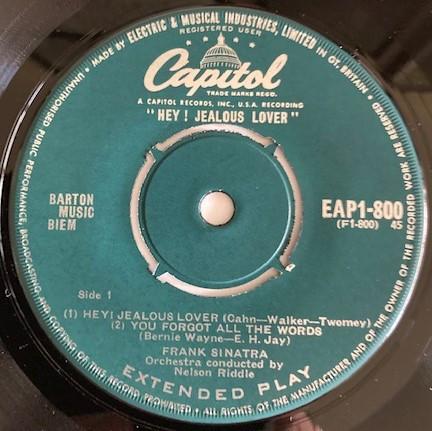 MADE BY ELECTRIC & MUSICAL INDUSTRIES, LIMITED IN GT. BRITAIN.
REGISTERED USER
Capitol
TRADE MARK REGD.
A CAPITOL RECORDS, INC., U.S.A. RECORDING
"HEY! JEALOUS LOVER"
BARTON
MUSIC
BIEM
EAP1-800
(F1-800) 45
Side 1
(1) HEY! JEALOUS LOVER (Cahn—Walker—Twomey)
(2) YOU FORGOT ALL THE WORDS
(Bernie Wayne—E. H. Jay)
FRANK SINATRA
Orchestra conducted by
Nelson Riddle
EXTENDED PLAY
• ALL RIGHTS OF THE MANUFACTURER AND OF THE OWNER OF THE RECORDED WORK ARE RESERVED •
UNAUTHORISED PUBLIC PERFORMANCE, BROADCASTING AND COPYING OF THIS RECORD PROHIBITED